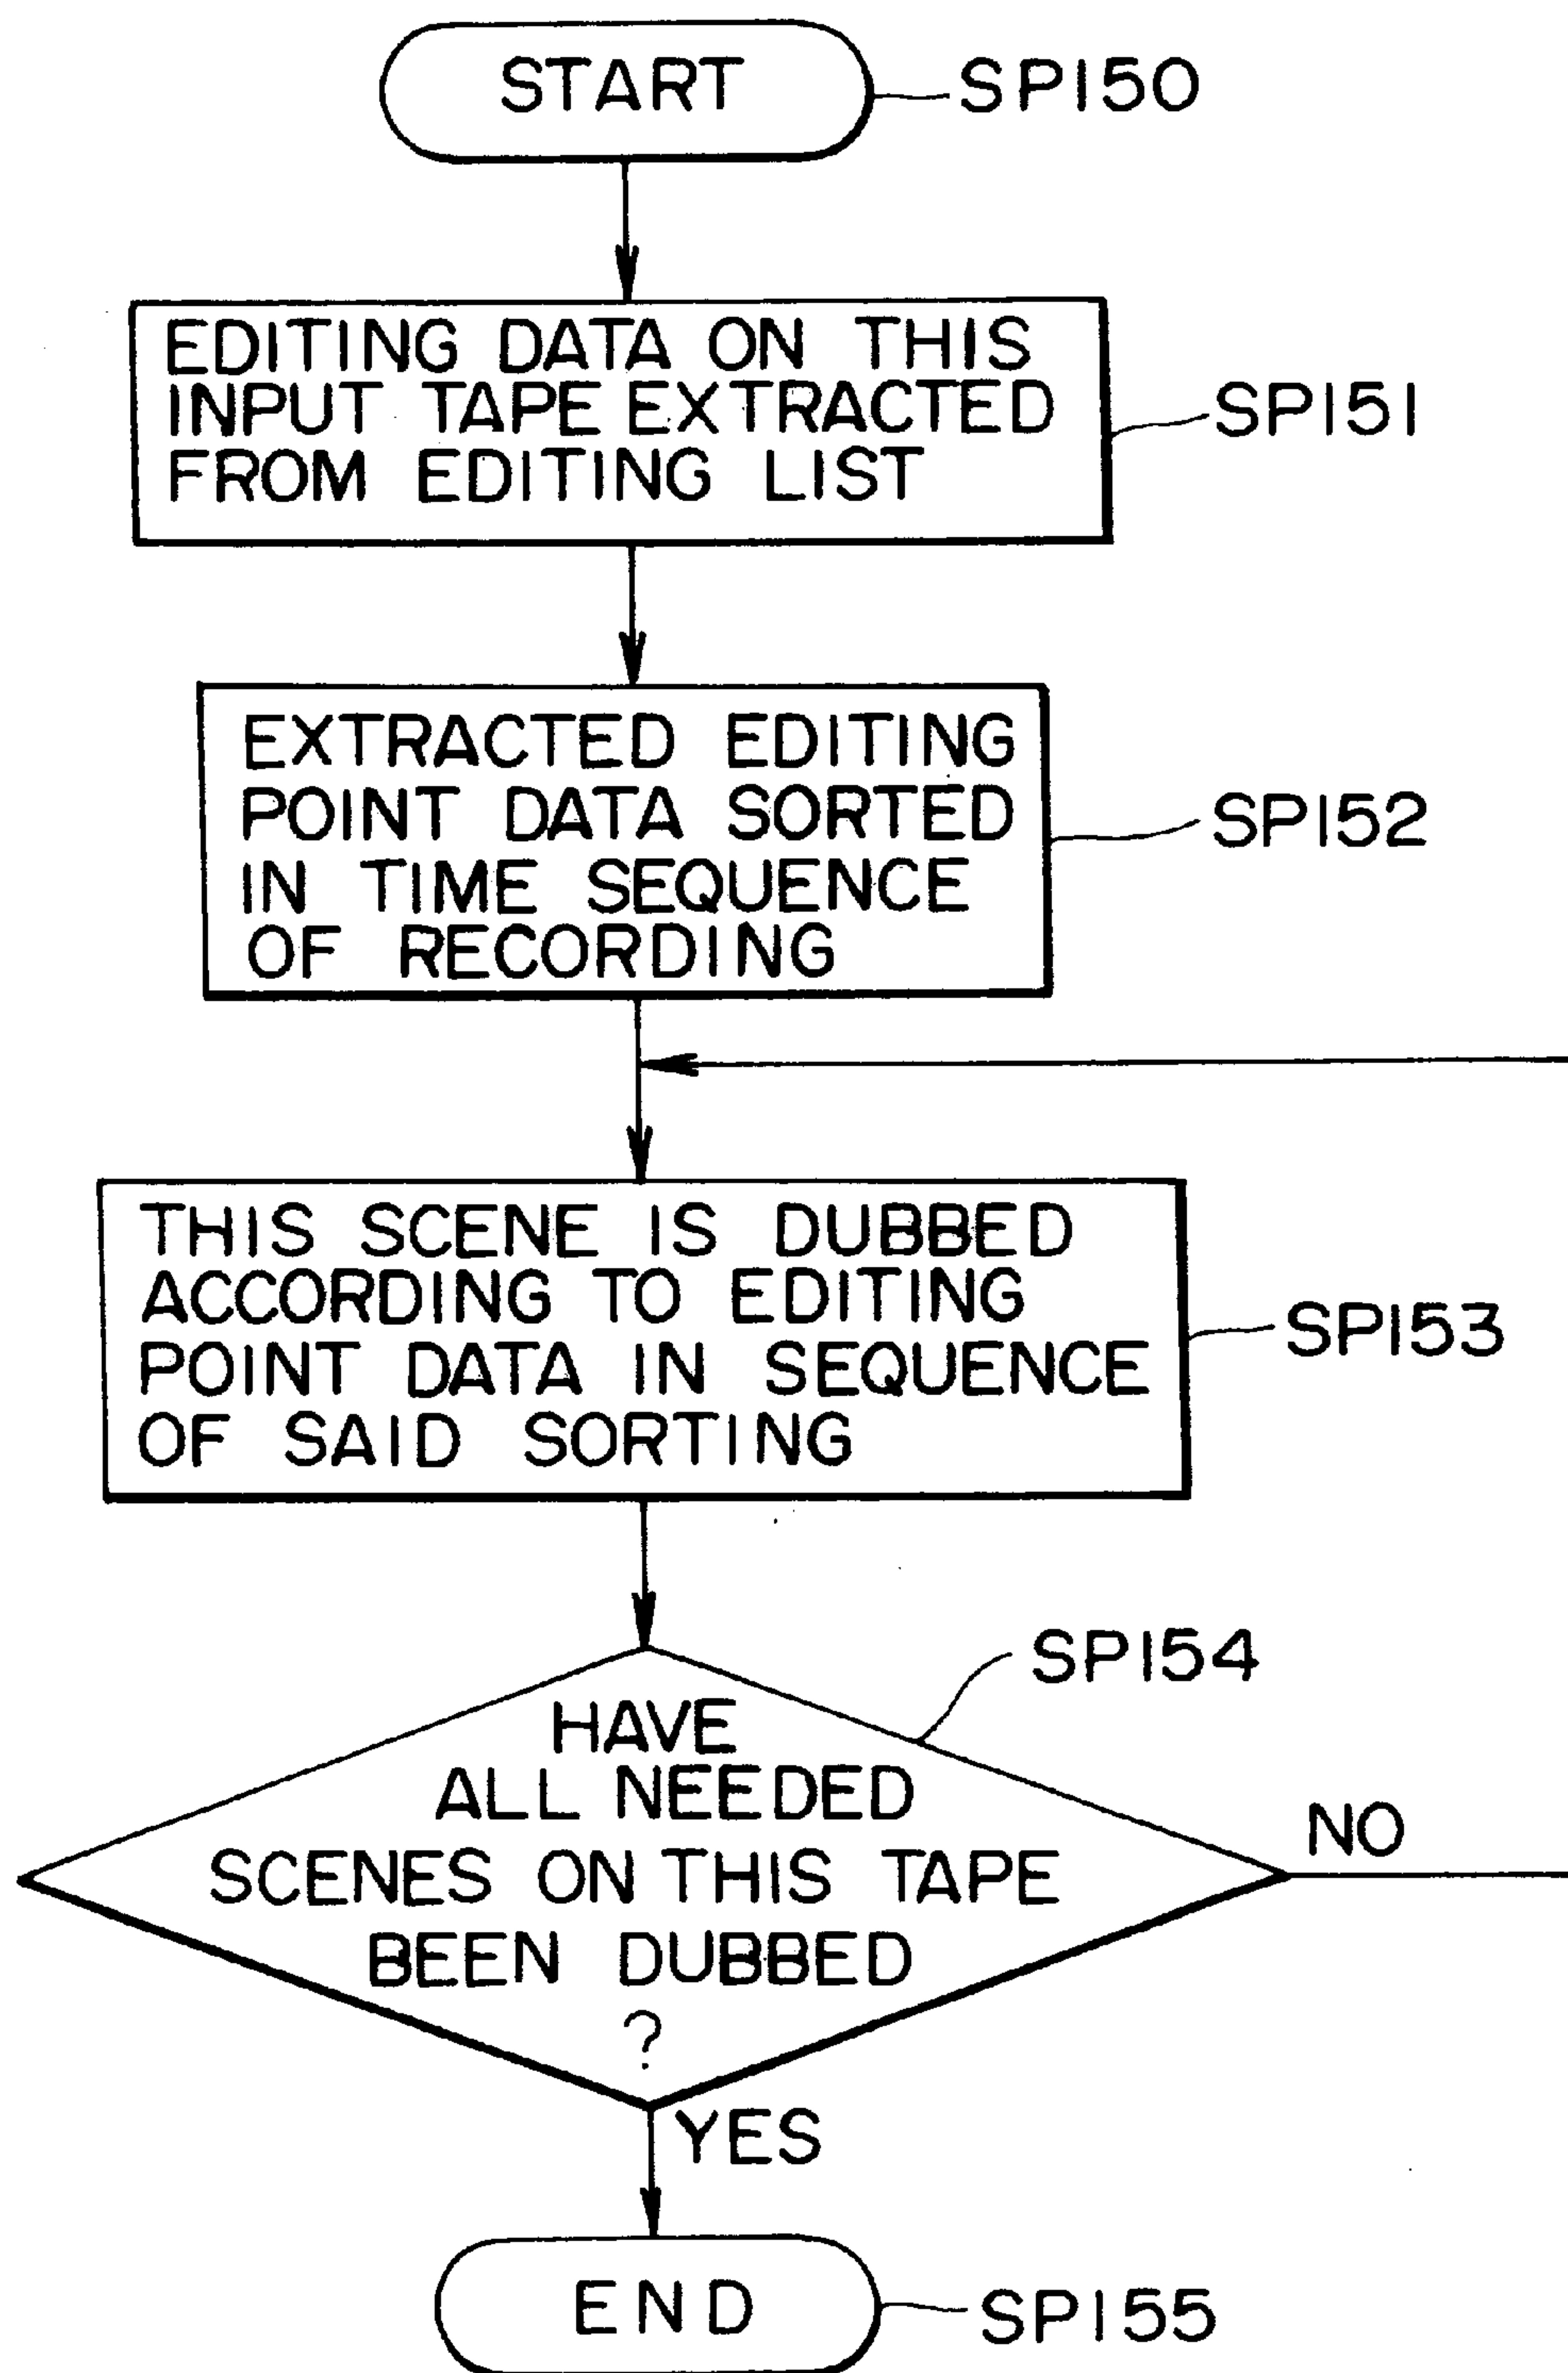 START
SP150
EDITING DATA ON THIS
INPUT TAPE EXTRACTED
FROM EDITING LIST
SP151
EXTRACTED EDITING
POINT DATA SORTED
IN TIME SEQUENCE
OF RECORDING
SP152
THIS SCENE IS DUBBED
ACCORDING TO EDITING
POINT DATA IN SEQUENCE
OF SAID SORTING
SP153
SP154
HAVE
ALL NEEDED
SCENES ON THIS TAPE
BEEN DUBBED
?
NO
YES
END
SP155